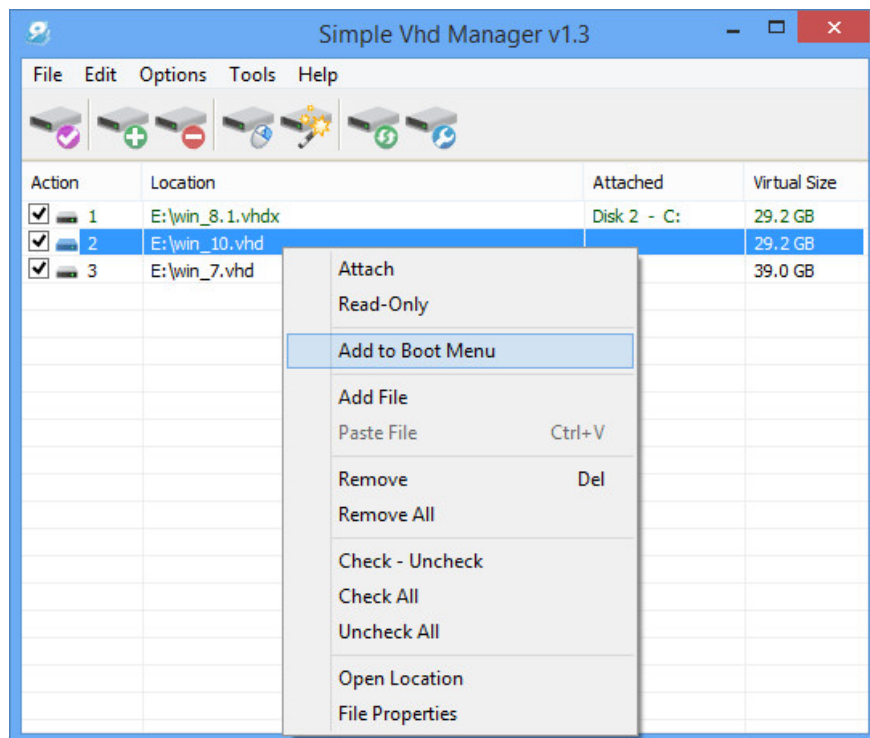 Simple Vhd Manager v1.3
File Edit Options Tools Help
Action Location Attached Virtual Size
1 E:\win_8.1.vhdx Disk 2 - C: 29.2 GB
2 E:\win_10.vhd 29.2 GB
3 E:\win_7.vhd 39.0 GB
Attach
Read-Only
Add to Boot Menu
Add File
Paste File Ctrl+V
Remove Del
Remove All
Check - Uncheck
Check All
Uncheck All
Open Location
File Properties